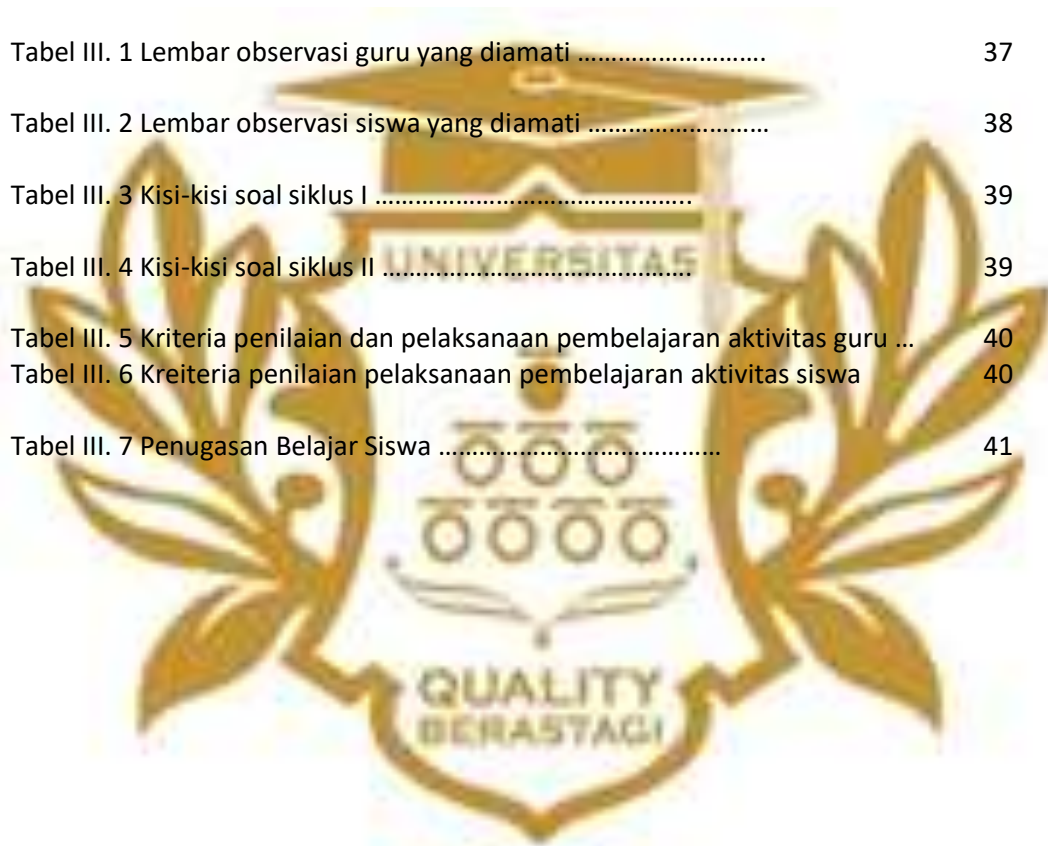 Tabel III. 1 Lembar observasi guru yang diamati ………………………. 37
Tabel III. 2 Lembar observasi siswa yang diamati ……………………… 38
Tabel III. 3 Kisi-kisi soal siklus I ……………………………………….. 39
UNIVERSITAS
Tabel III. 4 Kisi-kisi soal siklus II ……………………………………… 39
Tabel III. 5 Kriteria penilaian dan pelaksanaan pembelajaran aktivitas guru … 40
Tabel III. 6 Kreiteria penilaian pelaksanaan pembelajaran aktivitas siswa 40
Tabel III. 7 Penugasan Belajar Siswa …………………………………… 41
QUALITY
BERASTAGI